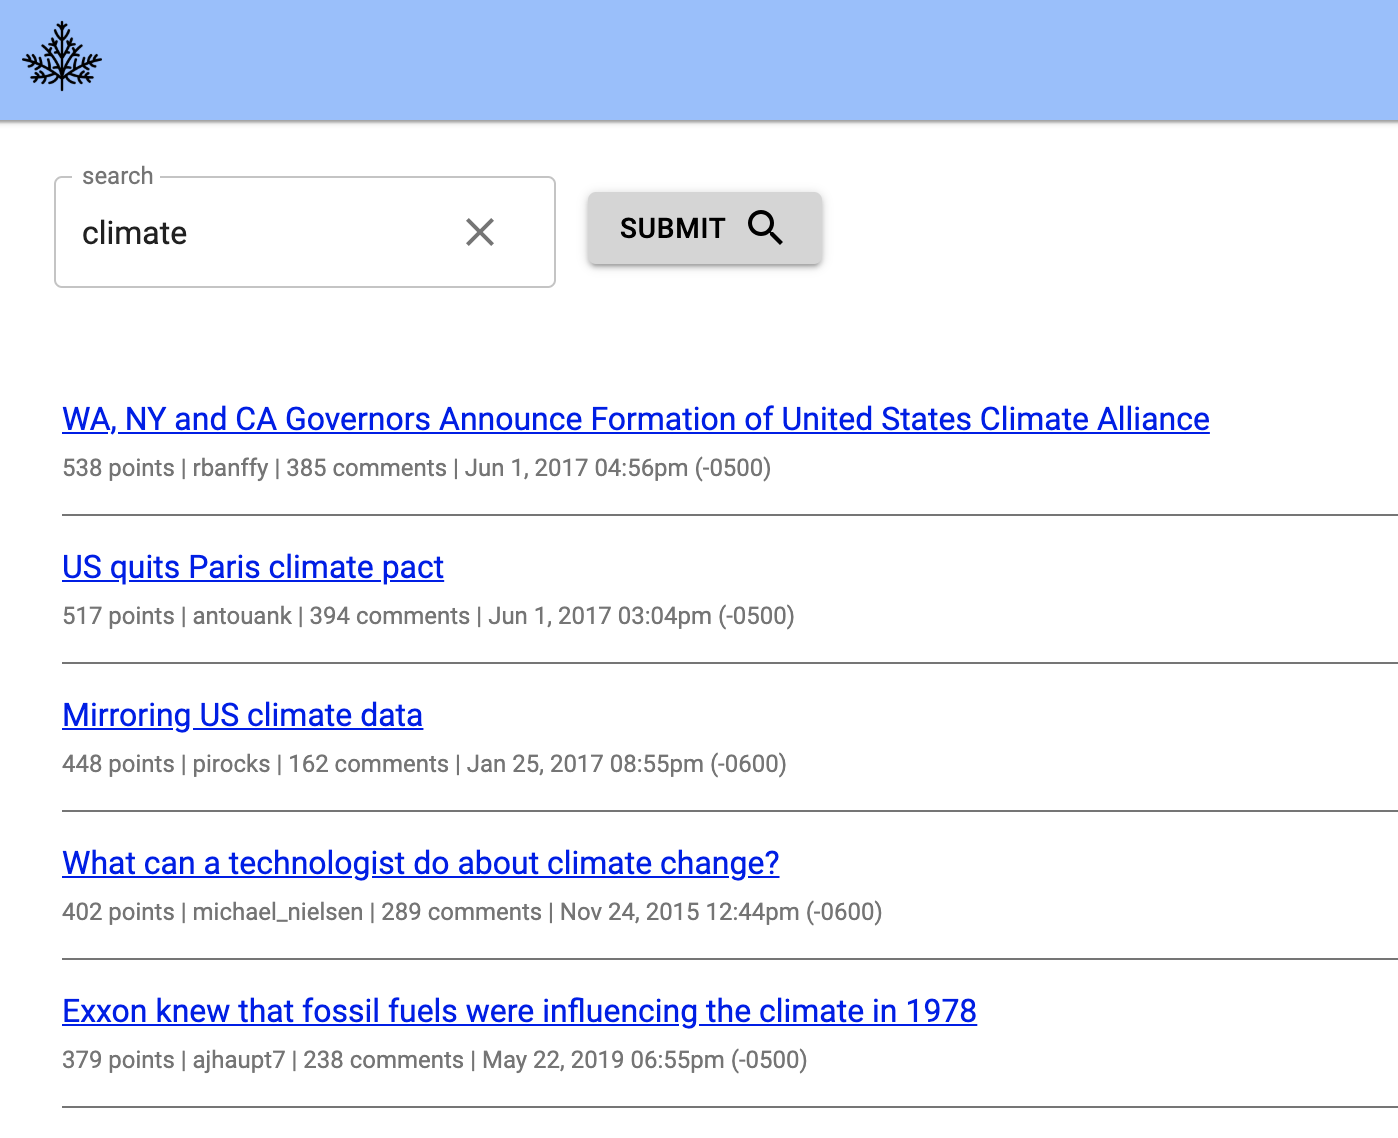 search
climate
SUBMIT
WA, NY and CA Governors Announce Formation of United States Climate Alliance
538 points | rbanffy | 385 comments | Jun 1, 2017 04:56pm (-0500)
US quits Paris climate pact
517 points | antouank | 394 comments | Jun 1, 2017 03:04pm (-0500)
Mirroring US climate data
448 points | pirocks | 162 comments | Jan 25, 2017 08:55pm (-0600)
What can a technologist do about climate change?
402 points | michael_nielsen | 289 comments | Nov 24, 2015 12:44pm (-0600)
Exxon knew that fossil fuels were influencing the climate in 1978
379 points | ajhaupt7 | 238 comments | May 22, 2019 06:55pm (-0500)